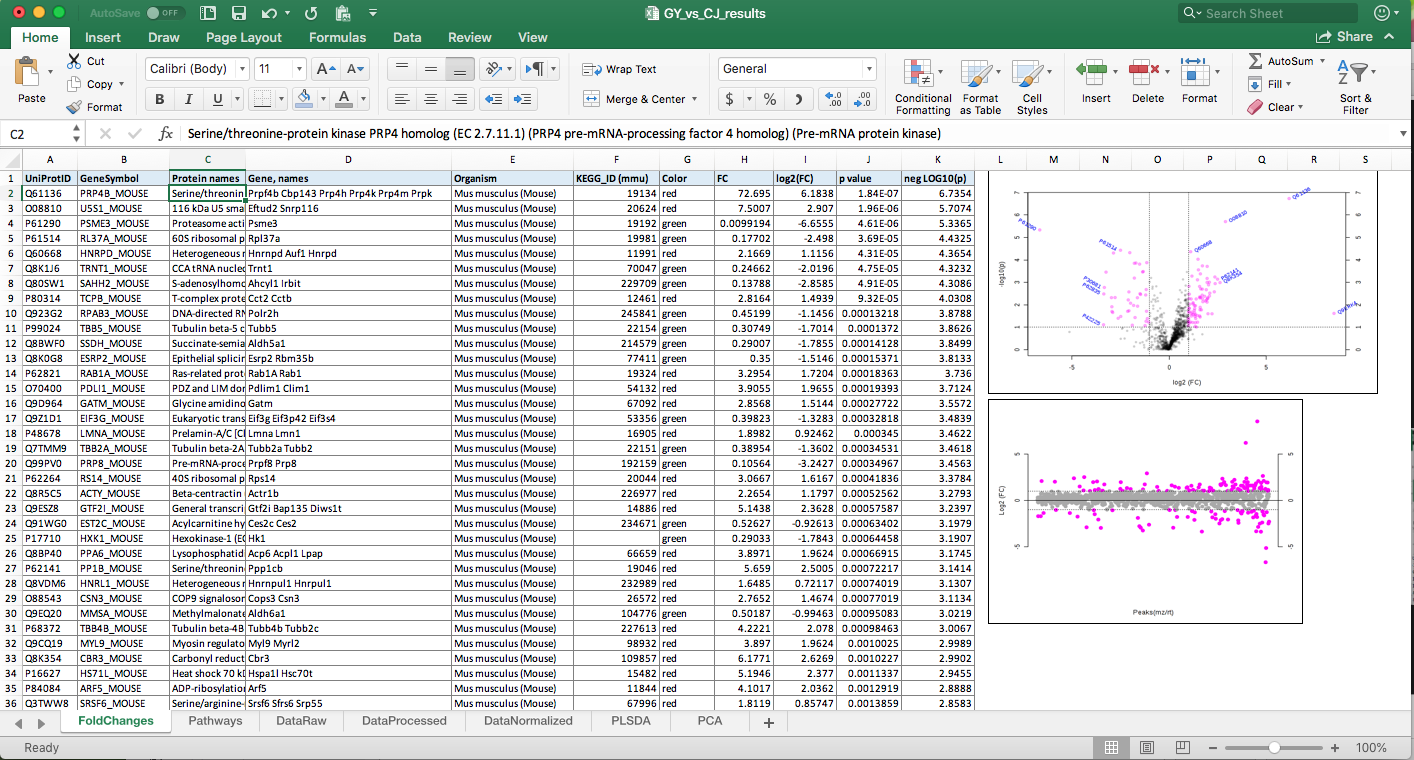 AutoSave OFF GY_vs_CJ_results Search Sheet
Home Insert Draw Page Layout Formulas Data Review View Share
Paste Cut Copy Format Calibri (Body) 11 Wrap Text Merge & Center General Conditional Formatting Format as Table Cell Styles Insert Delete Format AutoSum Fill Clear Sort & Filter
C2 fx Serine/threonine-protein kinase PRP4 homolog (EC 2.7.11.1) (PRP4 pre-mRNA-processing factor 4 homolog) (Pre-mRNA protein kinase)
A B C D E F G H I J K L M N O P Q R S
1 UniProtID GeneSymbol Protein names Gene, names Organism KEGG_ID (mmu) Color FC log2(FC) p value neg LOG10(p)
2 Q61136 PRP4B_MOUSE Serine/threonin Prpf4b Cbp143 Prp4h Prp4k Prp4m Prpk Mus musculus (Mouse) 19134 red 72.695 6.1838 1.84E-07 6.7354
3 O08810 U5S1_MOUSE 116 kDa U5 sma Eftud2 Snrp116 Mus musculus (Mouse) 20624 red 7.5007 2.907 1.96E-06 5.7074
4 P61290 PSME3_MOUSE Proteasome acti Psme3 Mus musculus (Mouse) 19192 green 0.0099194 -6.6555 4.61E-06 5.3365
5 P61514 RL37A_MOUSE 60S ribosomal p Rpl37a Mus musculus (Mouse) 19981 green 0.17702 -2.498 3.69E-05 4.4325
6 Q60668 HNRPD_MOUSE Heterogeneous r Hnrnpd Auf1 Hnrpd Mus musculus (Mouse) 11991 red 2.1669 1.1156 4.31E-05 4.3654
7 Q8K1J6 TRNT1_MOUSE CCA tRNA nucle Trnt1 Mus musculus (Mouse) 70047 green 0.24662 -2.0196 4.75E-05 4.3232
8 Q80SW1 SAHH2_MOUSE S-adenosylhomo Ahcyl1 Irbit Mus musculus (Mouse) 229709 green 0.13788 -2.8585 4.91E-05 4.3086
9 P80314 TCPB_MOUSE T-complex prote Cct2 Cctb Mus musculus (Mouse) 12461 red 2.8164 1.4939 9.32E-05 4.0308
10 Q923G2 RPAB3_MOUSE DNA-directed RN Polr2h Mus musculus (Mouse) 245841 green 0.45199 -1.1456 0.00013218 3.8788
11 P99024 TBB5_MOUSE Tubulin beta-5 c Tubb5 Mus musculus (Mouse) 22154 green 0.30749 -1.7014 0.0001372 3.8626
12 Q8BWF0 SSDH_MOUSE Succinate-semia Aldh5a1 Mus musculus (Mouse) 214579 green 0.29007 -1.7855 0.00014128 3.8499
13 Q8K0G8 ESRP2_MOUSE Epithelial splicin Esrp2 Rbm35b Mus musculus (Mouse) 77411 green 0.35 -1.5146 0.00015371 3.8133
14 P62821 RAB1A_MOUSE Ras-related prot Rab1A Rab1 Mus musculus (Mouse) 19324 red 3.2954 1.7204 0.00018363 3.736
15 O70400 PDLI1_MOUSE PDZ and LIM dor Pdlim1 Clim1 Mus musculus (Mouse) 54132 red 3.9055 1.9655 0.00019393 3.7124
16 Q9D964 GATM_MOUSE Glycine amidino Gatm Mus musculus (Mouse) 67092 red 2.8568 1.5144 0.00027722 3.5572
17 Q9Z1D1 EIF3G_MOUSE Eukaryotic trans Eif3g Eif3p42 Eif3s4 Mus musculus (Mouse) 53356 green 0.39823 -1.3283 0.00032818 3.4839
18 P48678 LMNA_MOUSE Prelamin-A/C [Cl Lmna Lmn1 Mus musculus (Mouse) 16905 red 1.8982 0.92462 0.000345 3.4622
19 Q7TMM9 TBB2A_MOUSE Tubulin beta-2A Tubb2a Tubb2 Mus musculus (Mouse) 22151 green 0.38954 -1.3602 0.00034531 3.4618
20 Q99PV0 PRP8_MOUSE Pre-mRNA-proce Prpf8 Prp8 Mus musculus (Mouse) 192159 green 0.10564 -3.2427 0.00034967 3.4563
21 P62264 RS14_MOUSE 40S ribosomal p Rps14 Mus musculus (Mouse) 20044 red 3.0667 1.6167 0.00041836 3.3784
22 Q8R5C5 ACTY_MOUSE Beta-centractin Actr1b Mus musculus (Mouse) 226977 red 2.2654 1.1797 0.00052562 3.2793
23 Q9ESZ8 GTF2I_MOUSE General transcri Gtf2i Bap135 Diws1t Mus musculus (Mouse) 14886 red 5.1438 2.3628 0.00057587 3.2397
24 Q91WG0 EST2C_MOUSE Acylcarnitine hy Ces2c Ces2 Mus musculus (Mouse) 234671 green 0.52627 -0.92613 0.00063402 3.1979
25 P17710 HXK1_MOUSE Hexokinase-1 (EC Hk1 Mus musculus (Mouse) green 0.29033 -1.7843 0.00064458 3.1907
26 Q8BP40 PPA6_MOUSE Lysophosphatid Acp6 Acpl1 Lpap Mus musculus (Mouse) 66659 red 3.8971 1.9624 0.00066915 3.1745
27 P62141 PP1B_MOUSE Serine/threonin Ppp1cb Mus musculus (Mouse) 19046 red 5.659 2.5005 0.00072217 3.1414
28 Q8VDM6 HNRL1_MOUSE Heterogeneous r Hnrnpul1 Hnrpul1 Mus musculus (Mouse) 232989 red 1.6485 0.72117 0.00074019 3.1307
29 O88543 CSN3_MOUSE COP9 signalosor Cops3 Csn3 Mus musculus (Mouse) 26572 red 2.7652 1.4674 0.00077019 3.1134
30 Q9EQ20 MMSA_MOUSE Methylmalonate Aldh6a1 Mus musculus (Mouse) 104776 green 0.50187 -0.99463 0.00095083 3.0219
31 P68372 TBB4B_MOUSE Tubulin beta-4B Tubb4b Tubb2c Mus musculus (Mouse) 227613 red 4.2221 2.078 0.00098463 3.0067
32 Q9CQ19 MYL9_MOUSE Myosin regulato Myl9 Myrl2 Mus musculus (Mouse) 98932 red 3.897 1.9624 0.0010025 2.9989
33 Q8K354 CBR3_MOUSE Carbonyl reduct Cbr3 Mus musculus (Mouse) 109857 red 6.1771 2.6269 0.0010227 2.9902
34 P16627 HS71L_MOUSE Heat shock 70 kD Hspa1l Hsc70t Mus musculus (Mouse) 15482 red 5.1946 2.377 0.0011337 2.9455
35 P84084 ARF5_MOUSE ADP-ribosylatio Arf5 Mus musculus (Mouse) 11844 red 4.1017 2.0362 0.0012919 2.8888
36 Q3TWW8 SRSF6_MOUSE Serine/arginine- Srsf6 Sfrs6 Srp55 Mus musculus (Mouse) 67996 red 1.8119 0.85747 0.0013859 2.8583
-log10(p)
0 1 2 3 4 5 6 7
Q61136
O08810
P61290
P61514
Q60668
-5 0 5
log2 (FC)
Log2 (FC)
5 0 -5
Peaks(mz/rt)
FoldChanges Pathways DataRaw DataProcessed DataNormalized PLSDA PCA +
Ready 100%